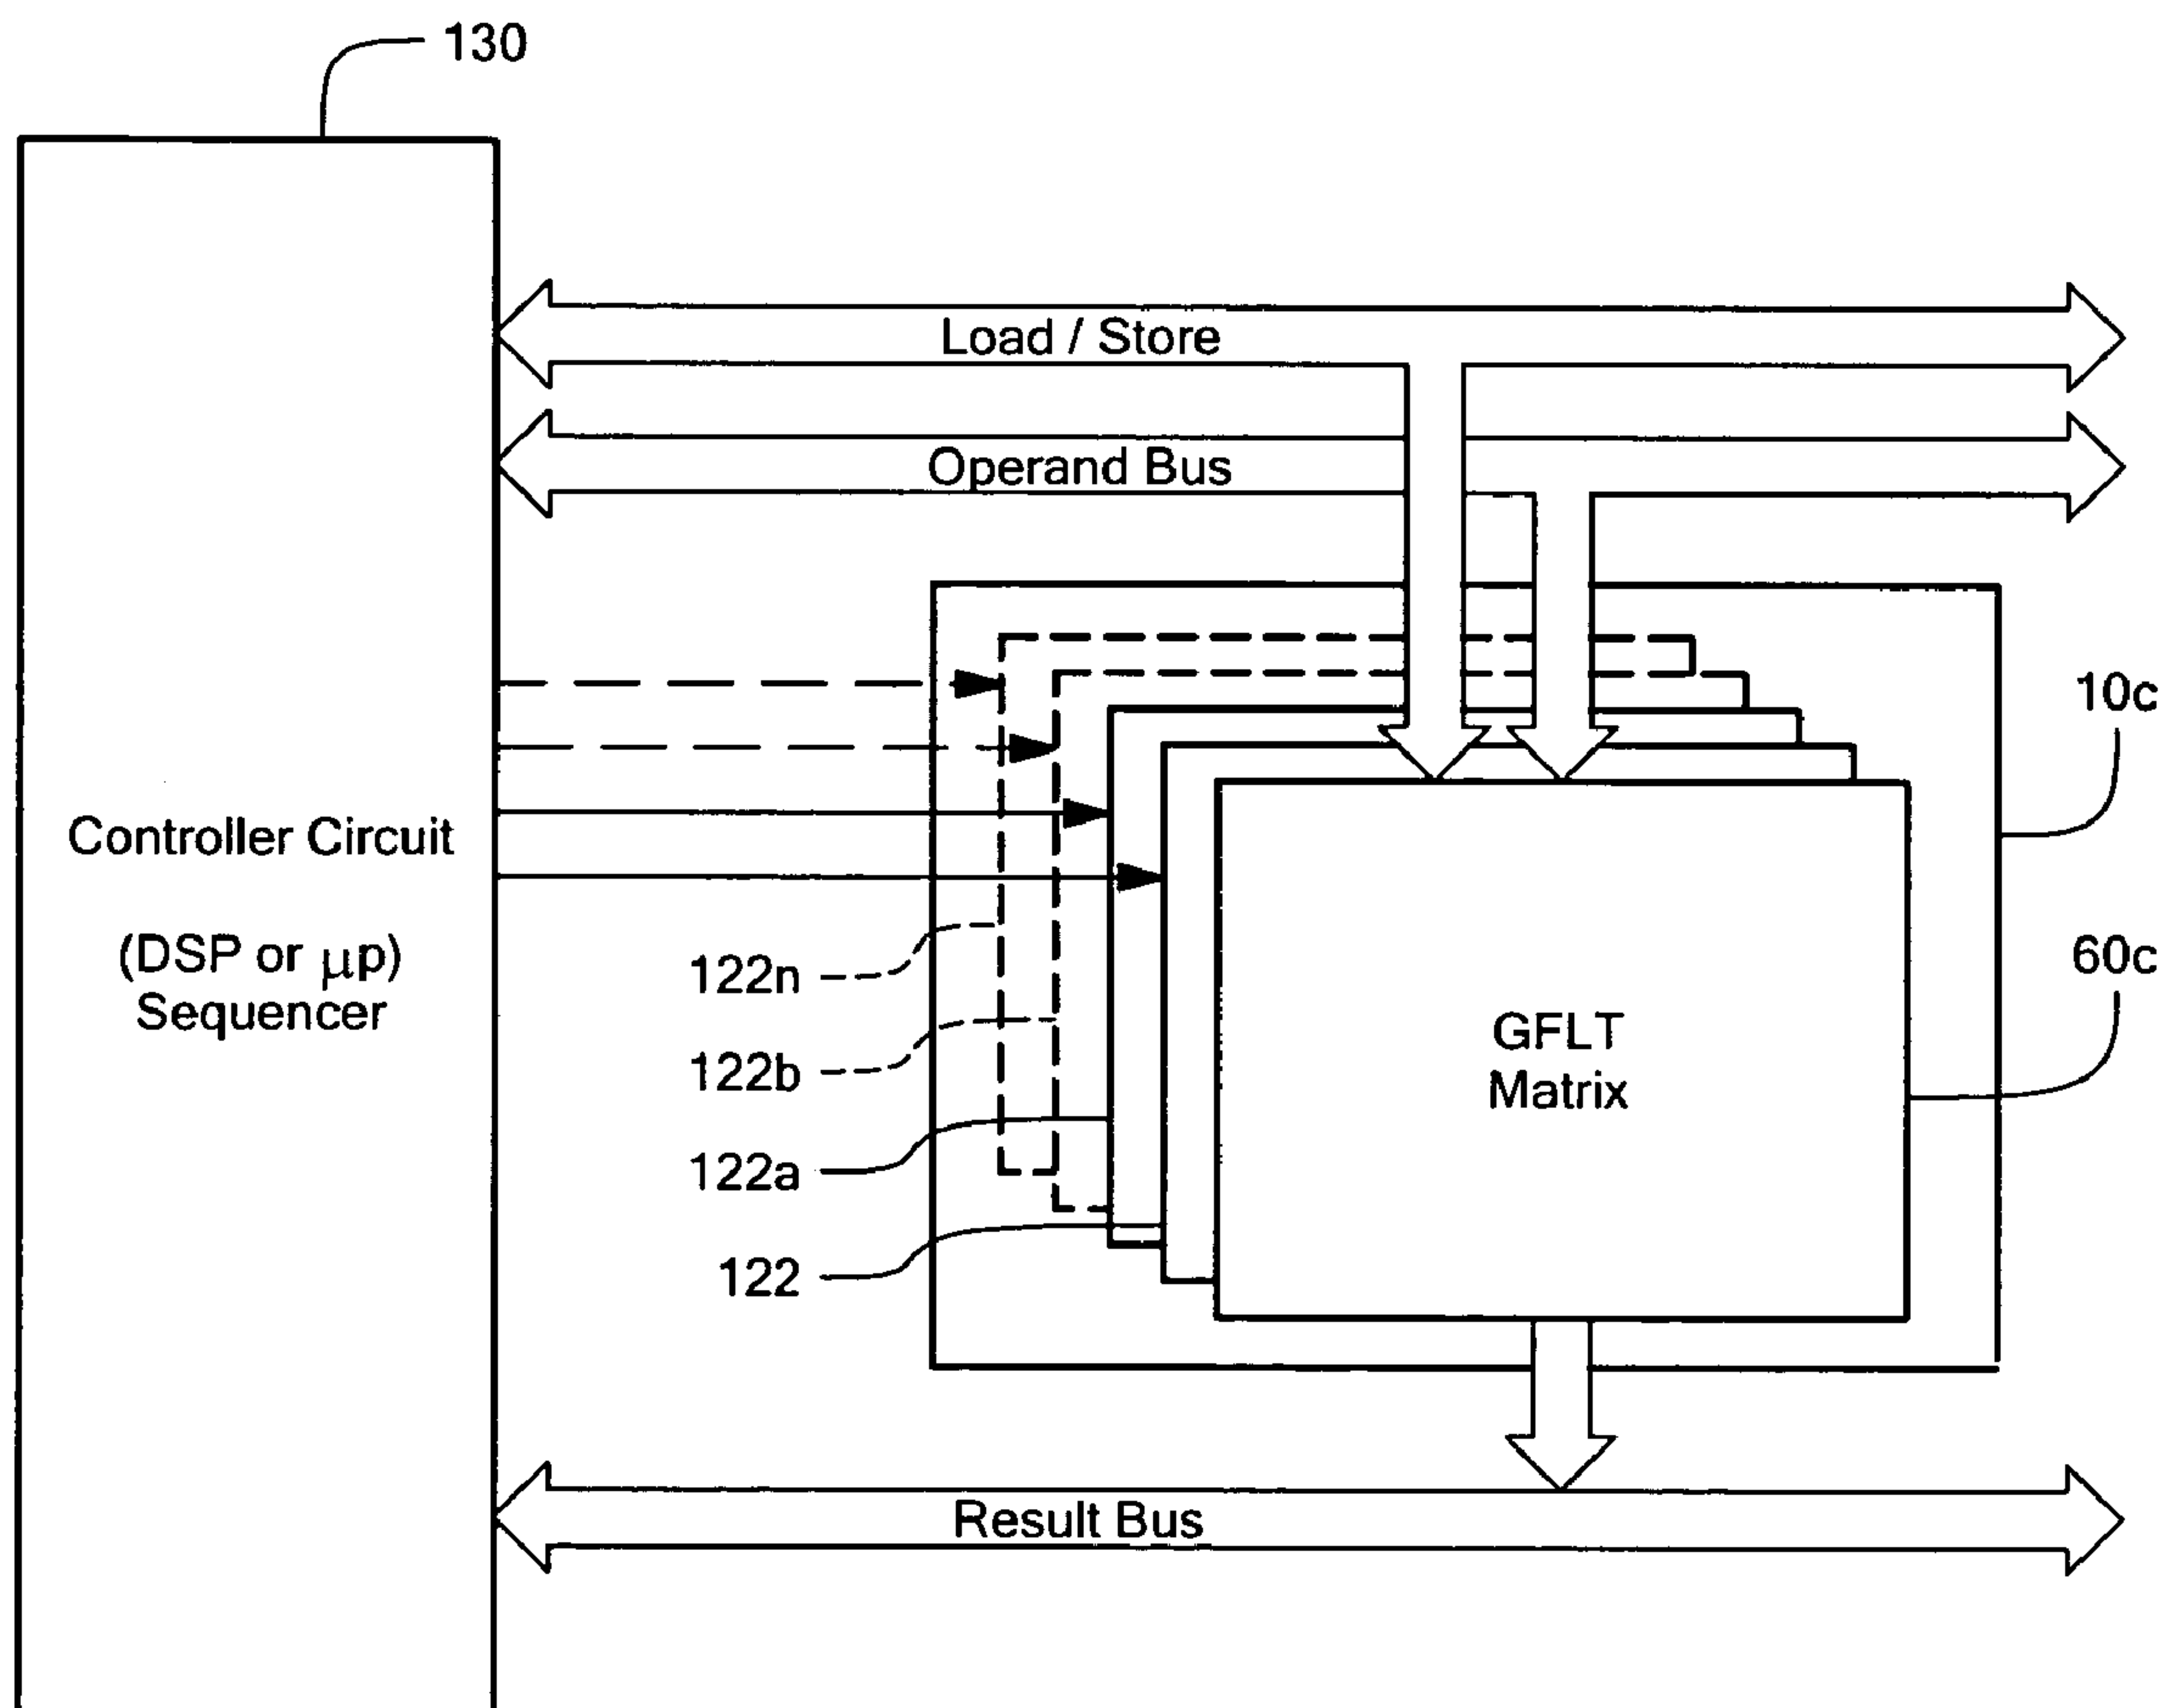 130
Load / Store
Operand Bus
10c
Controller Circuit
(DSP or µp)
Sequencer
60c
122n
GFLT
Matrix
122b
122a
122
Result Bus